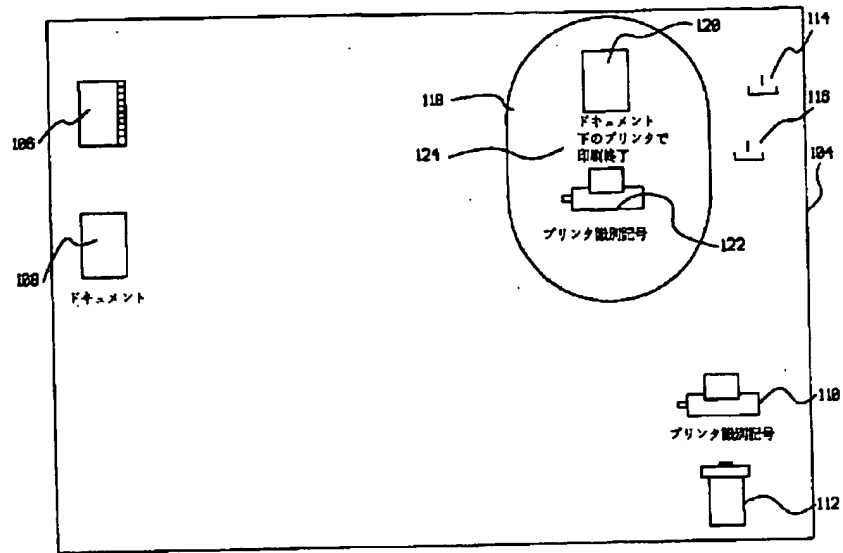 120
114
118
106
ドキュメント
下のプリンタで
印刷終了
116
124
104
プリンタ識別記号
122
108
ドキュメント
110
プリンタ識別記号
112